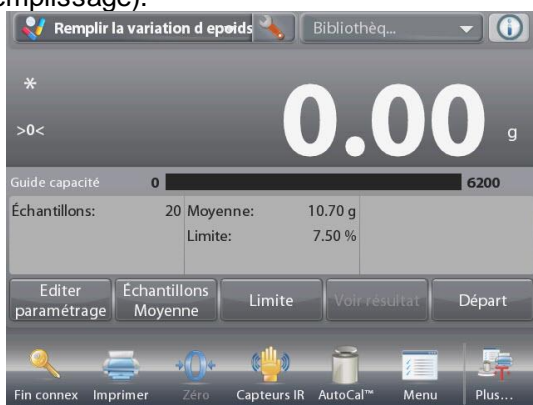 emplissage).
Remplir la variation d epoids
Bibliothèq...
*
>0<
0.00 g
Guide capacité 0 6200
Échantillons: 20 Moyenne: 10.70 g
Limite: 7.50 %
Editer paramétrage
Échantillons Moyenne
Limite
Voir résultat
Départ
Fin connex Imprimer Zéro Capteurs IR AutoCal™ Menu Plus...